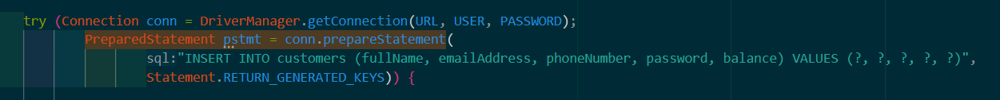 try (Connection conn = DriverManager.getConnection(URL, USER, PASSWORD);
PreparedStatement pstmt = conn.prepareStatement(
sql:"INSERT INTO customers (fullName, emailAddress, phoneNumber, password, balance) VALUES (?, ?, ?, ?, ?)",
Statement.RETURN_GENERATED_KEYS)) {